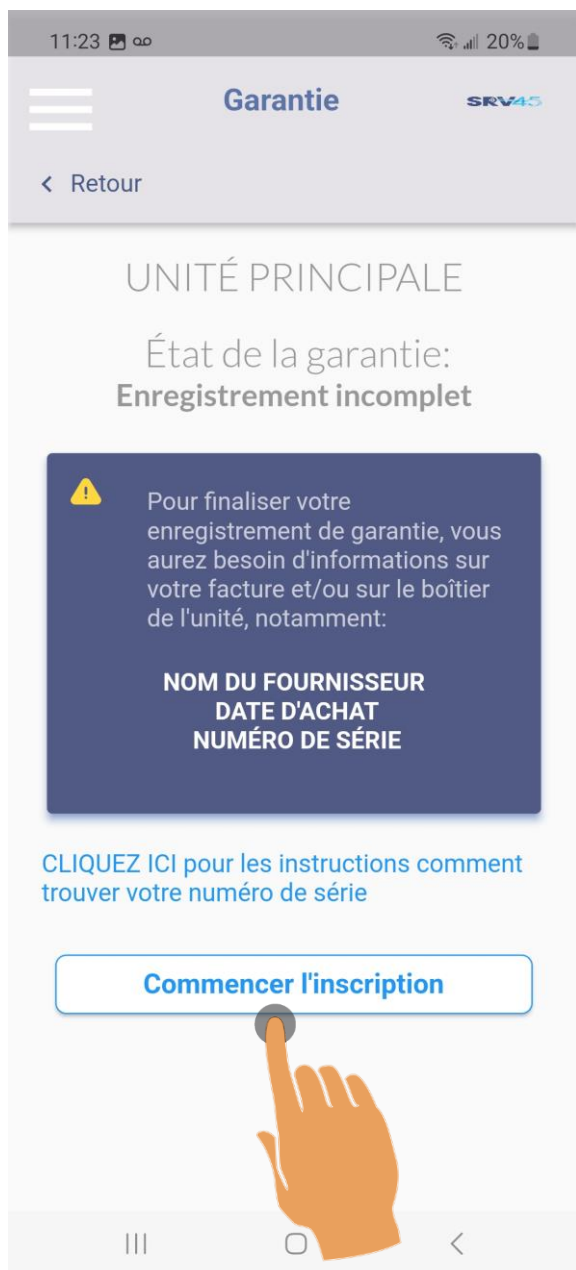 11:23 20%
Garantie SRV45
< Retour
UNITÉ PRINCIPALE
État de la garantie:
Enregistrement incomplet
Pour finaliser votre
enregistrement de garantie, vous
aurez besoin d'informations sur
votre facture et/ou sur le boîtier
de l'unité, notamment:
NOM DU FOURNISSEUR
DATE D'ACHAT
NUMÉRO DE SÉRIE
CLIQUEZ ICI pour les instructions comment
trouver votre numéro de série
Commencer l'inscription